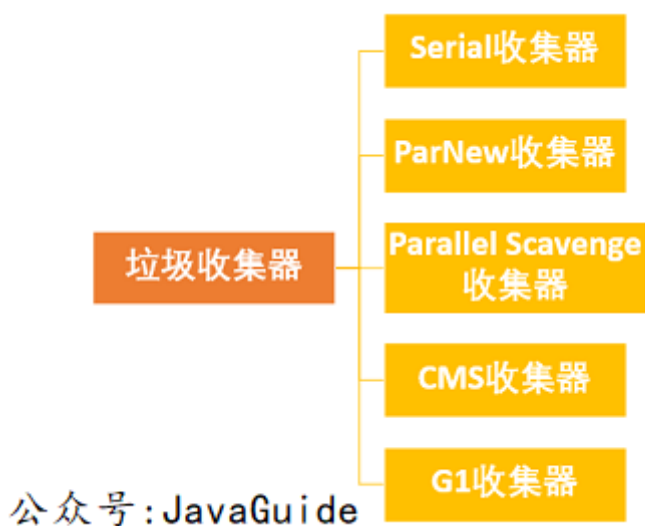 Serial收集器
ParNew收集器
垃圾收集器
Parallel Scavenge
收集器
CMS收集器
G1收集器
公众号:JavaGuide